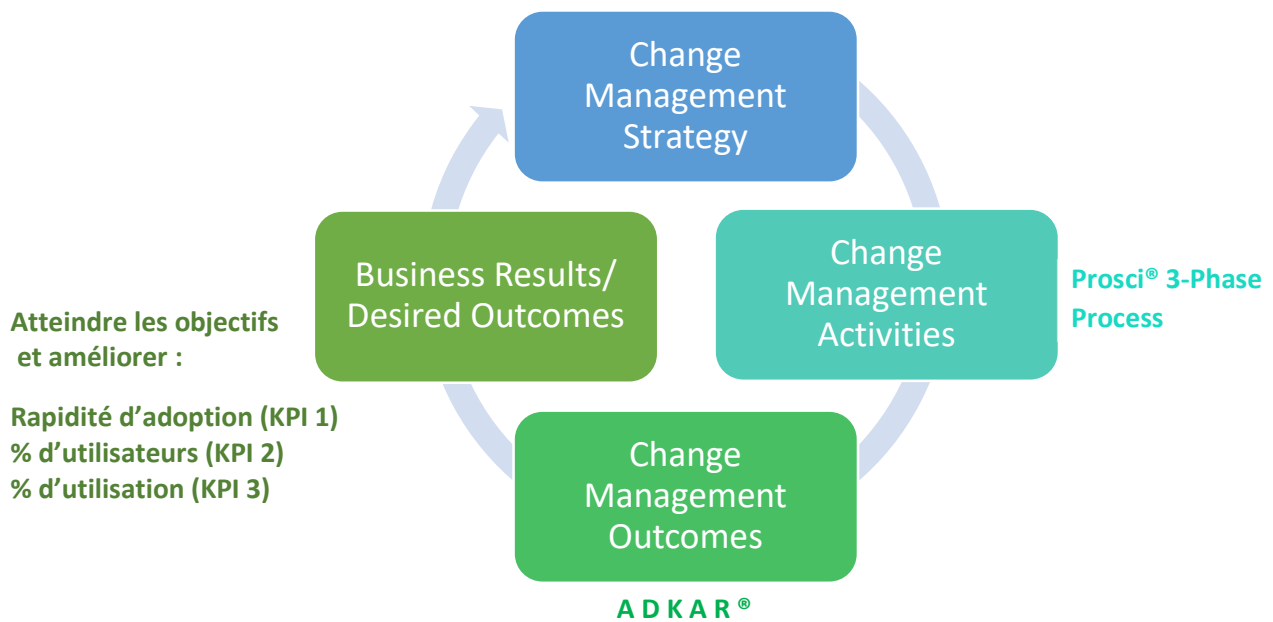 Change
Management
Strategy
Change
Management
Activities
Prosci® 3-Phase
Process
Change
Management
Outcomes
A D K A R ®
Business Results/
Desired Outcomes
Atteindre les objectifs
et améliorer :
Rapidité d’adoption (KPI 1)
% d’utilisateurs (KPI 2)
% d’utilisation (KPI 3)